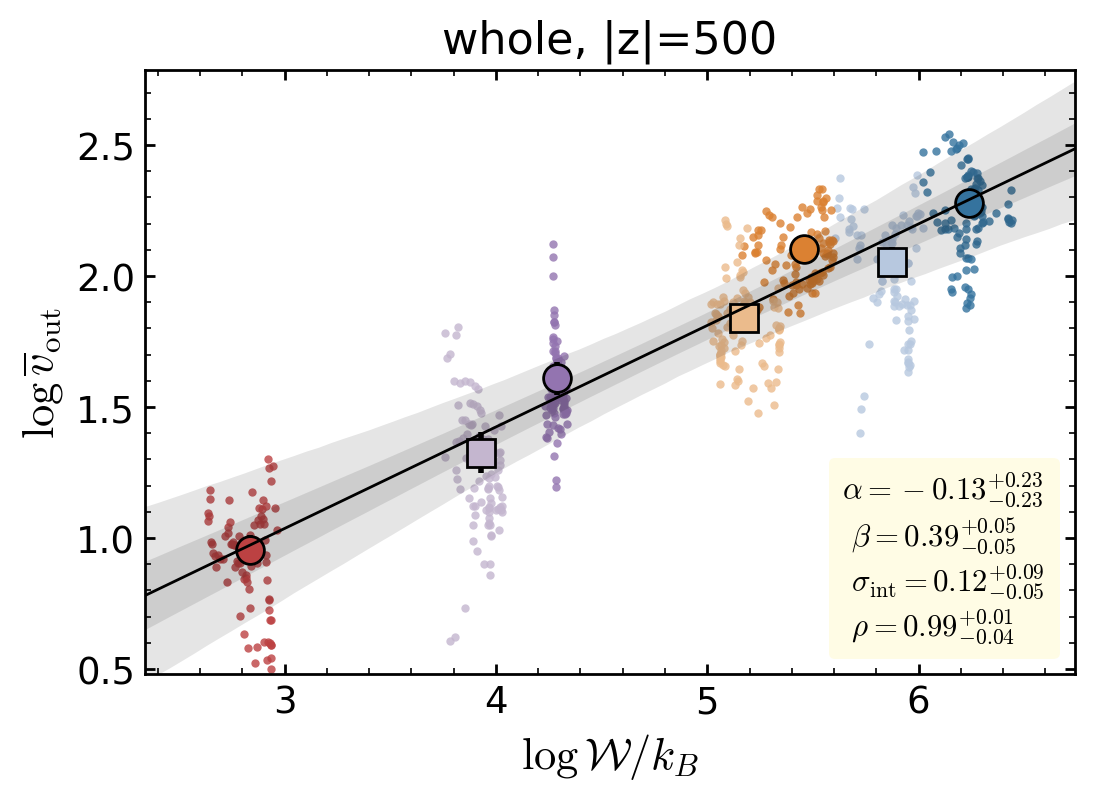 whole, |z|=500
log v̅_out
2.5
2.0
1.5
1.0
0.5
α = −0.13^{+0.23}_{−0.23}
β = 0.39^{+0.05}_{−0.05}
σ_int = 0.12^{+0.09}_{−0.05}
ρ = 0.99^{+0.01}_{−0.04}
3 4 5 6
log 𝒲/k_B